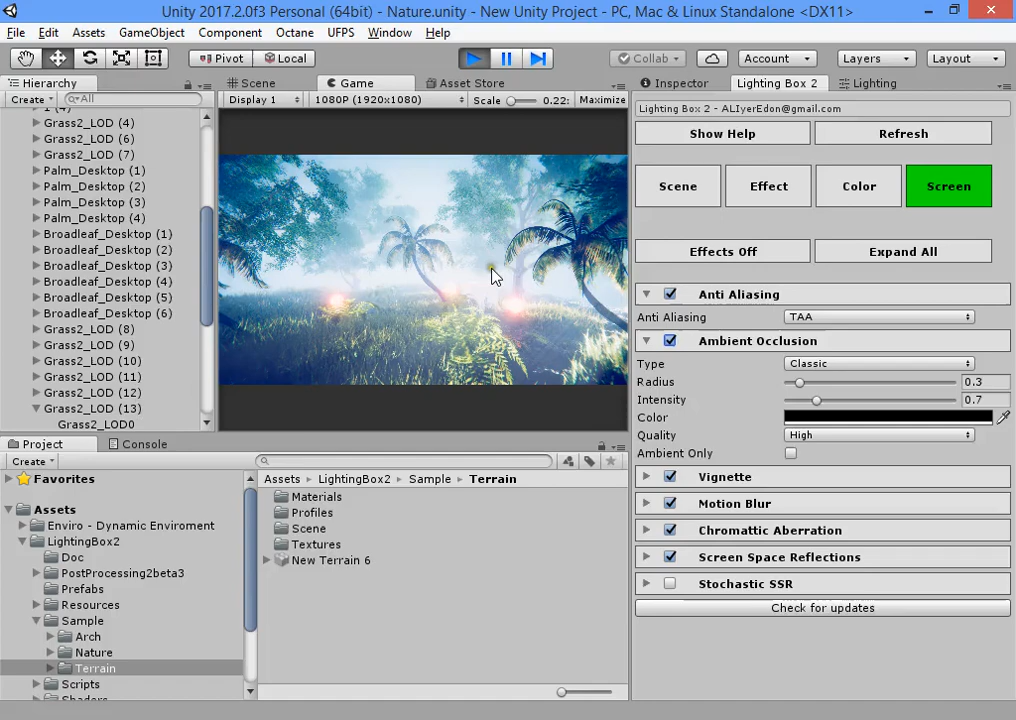 Unity 2017.2.0f3 Personal (64bit) - Nature.unity - New Unity Project - PC, Mac & Linux Standalone <DX11>
File Edit Assets GameObject Component Octane UFPS Window Help
Pivot Local Collab Account Layers Layout
Hierarchy Scene Game Asset Store Inspector Lighting Box 2 Lighting
Create All Display 1 1080P (1920x1080) Scale 0.22: Maximize
Lighting Box 2 - ALIyerEdon@gmail.com
Grass2_LOD (4)
Grass2_LOD (6)
Grass2_LOD (7)
Palm_Desktop (1)
Palm_Desktop (2)
Palm_Desktop (3)
Palm_Desktop (4)
Broadleaf_Desktop (1)
Broadleaf_Desktop (2)
Broadleaf_Desktop (3)
Broadleaf_Desktop (4)
Broadleaf_Desktop (5)
Broadleaf_Desktop (6)
Grass2_LOD (8)
Grass2_LOD (9)
Grass2_LOD (10)
Grass2_LOD (11)
Grass2_LOD (12)
Grass2_LOD (13)
Grass2_LOD0
Show Help Refresh
Scene Effect Color Screen
Effects Off Expand All
Anti Aliasing
Anti Aliasing TAA
Ambient Occlusion
Type Classic
Radius 0.3
Intensity 0.7
Color
Quality High
Ambient Only
Vignette
Motion Blur
Chromattic Aberration
Screen Space Reflections
Stochastic SSR
Check for updates
Project Console
Create
Favorites
Assets
Enviro - Dynamic Enviroment
LightingBox2
Doc
PostProcessing2beta3
Prefabs
Resources
Sample
Arch
Nature
Terrain
Scripts
Assets LightingBox2 Sample Terrain
Materials
Profiles
Scene
Textures
New Terrain 6